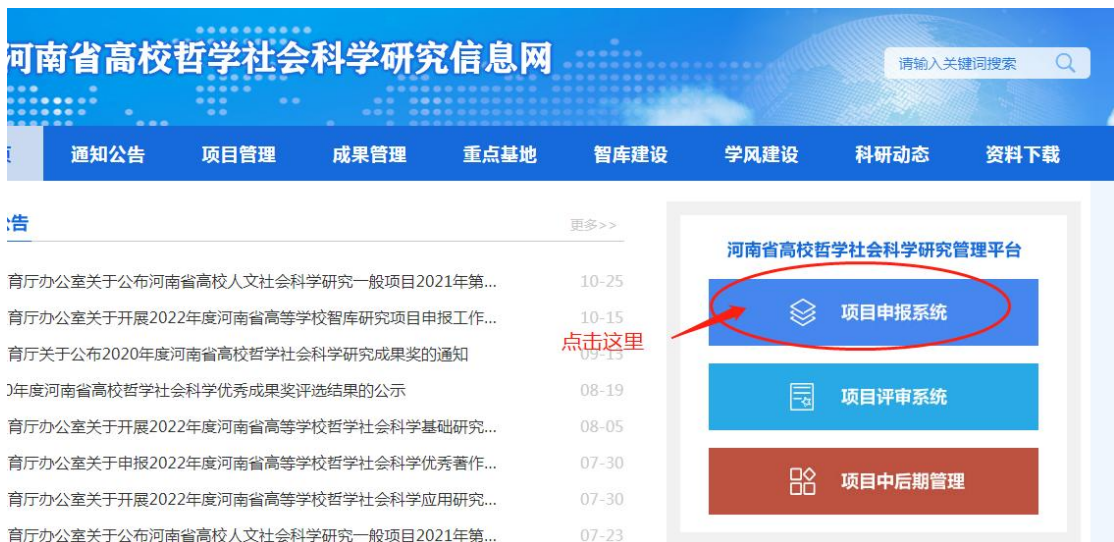 河南省高校哲学社会科学研究信息网
请输入关键词搜索
通知公告 项目管理 成果管理 重点基地 智库建设 学风建设 科研动态 资料下载
告
更多>>
育厅办公室关于公布河南省高校人文社会科学研究一般项目2021年第... 10-25
育厅办公室关于开展2022年度河南省高等学校智库研究项目申报工作... 10-15
育厅关于公布2020年度河南省高校哲学社会科学研究成果奖的通知 09-15
0年度河南省高校哲学社会科学优秀成果奖评选结果的公示 08-19
育厅办公室关于开展2022年度河南省高等学校哲学社会科学基础研究... 08-05
育厅办公室关于申报2022年度河南省高等学校哲学社会科学优秀著作... 07-30
育厅办公室关于开展2022年度河南省高等学校哲学社会科学应用研究... 07-30
育厅办公室关于公布河南省高校人文社会科学研究一般项目2021年第... 07-23
点击这里
河南省高校哲学社会科学研究管理平台
项目申报系统
项目评审系统
项目中后期管理